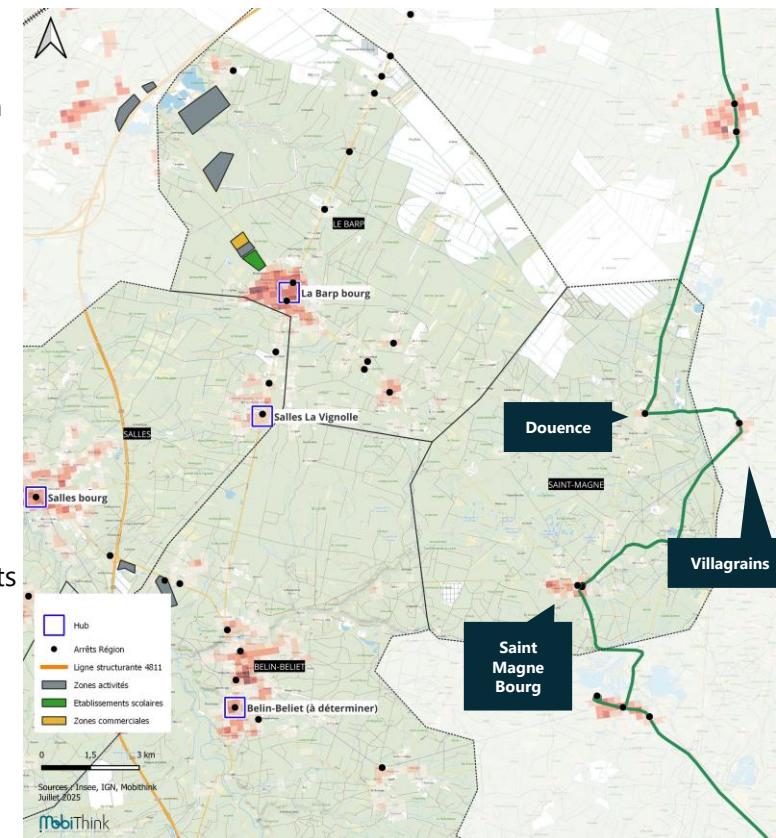 LE BARP
La Barp bourg
Salles La Vignolle
SALLES
Salles bourg
Douence
SAINT-MAGNE
Villagrains
Saint
Magne
Bourg
ts
BELIN-BELIET
Belin-Beliet (à déterminer)
Hub
Arrêts Région
Ligne structurante 4811
Zones activités
Etablissements scolaires
Zones commerciales
0 1,5 3 km
Sources : Insee, IGN, Mobithink
Juillet 2025
MobiThink